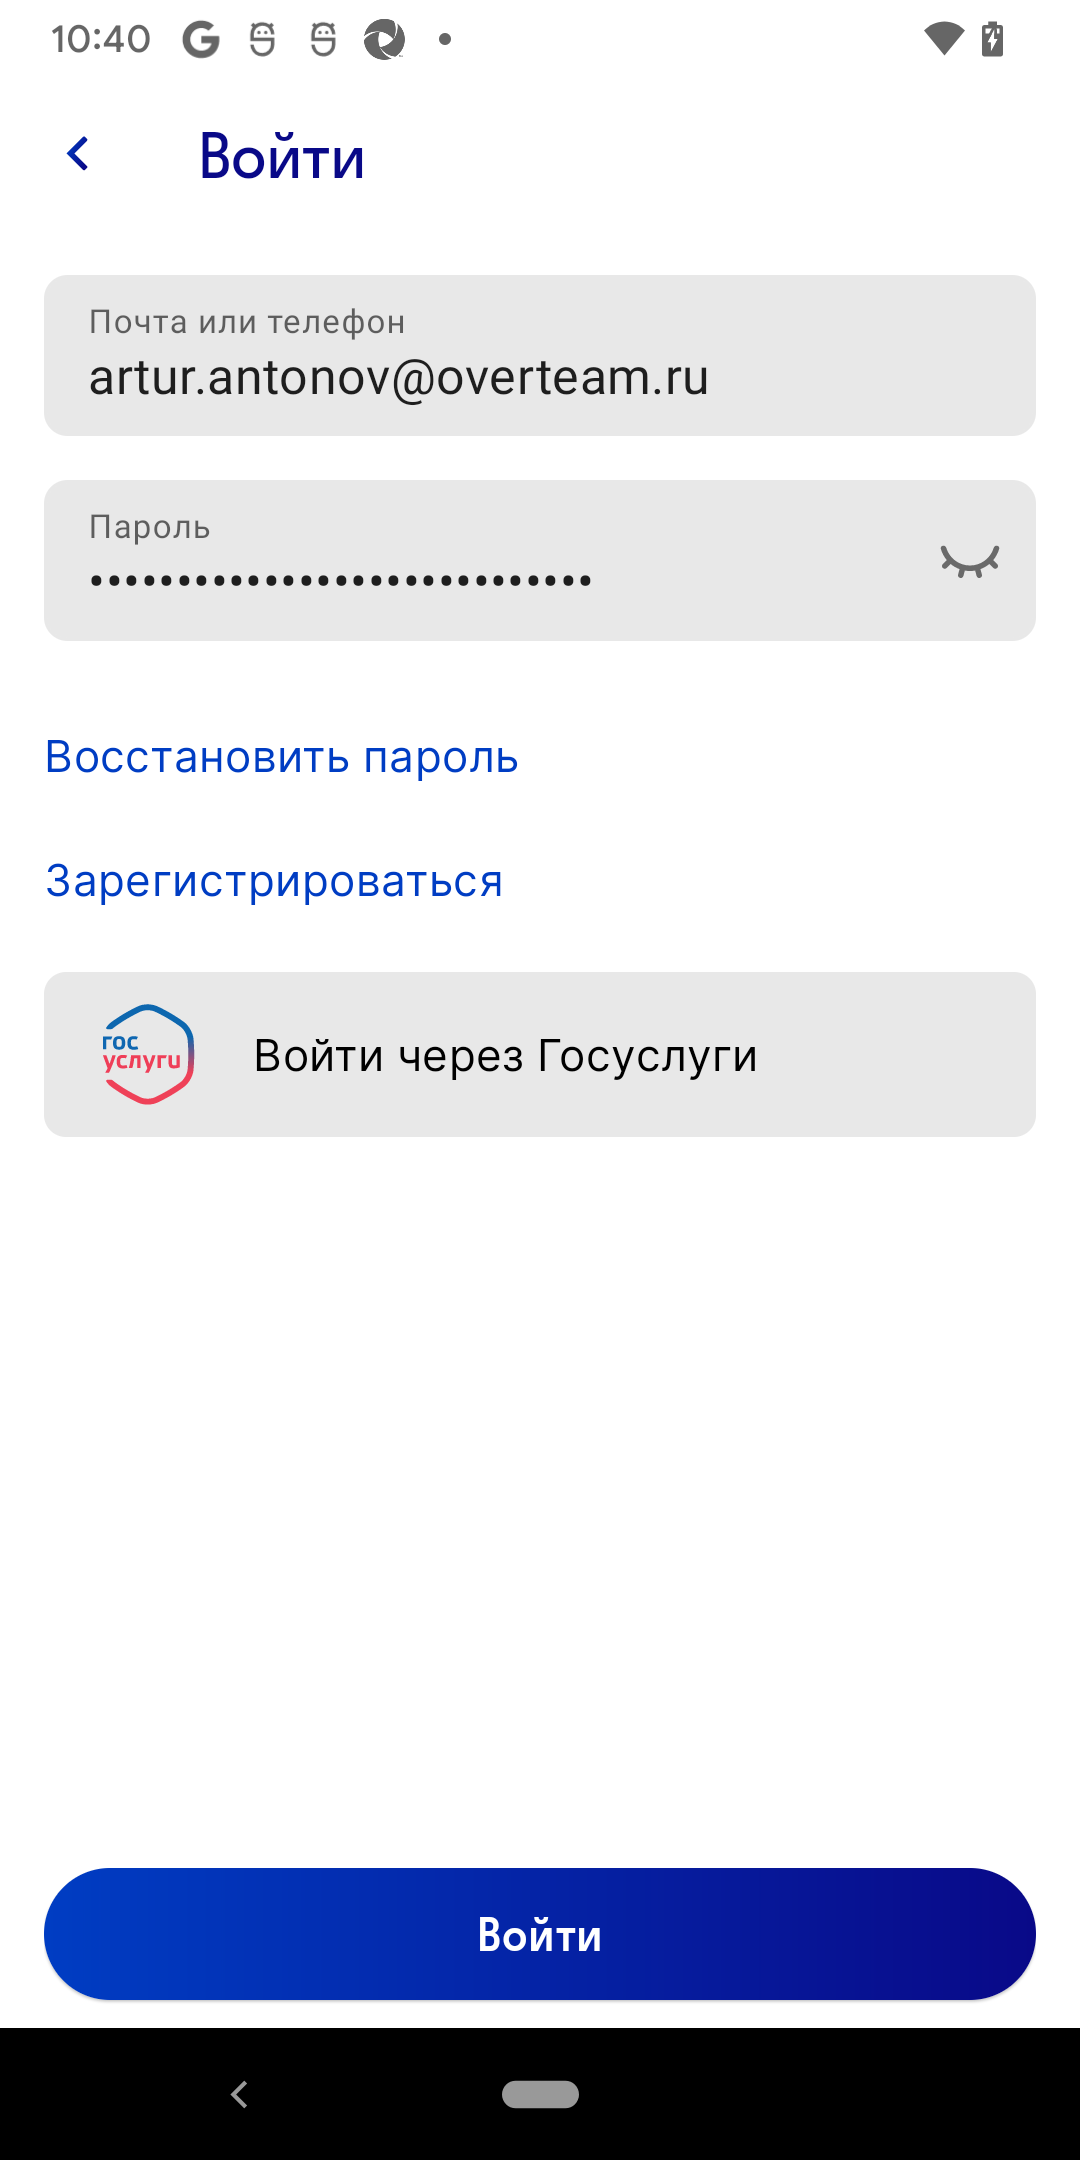 10:40
Войти
Почта или телефон
artur.antonov@overteam.ru
Пароль
•••••••••••••••••••••••••••••
Восстановить пароль
Зарегистрироваться
гос
услуги
Войти через Госуслуги
Войти